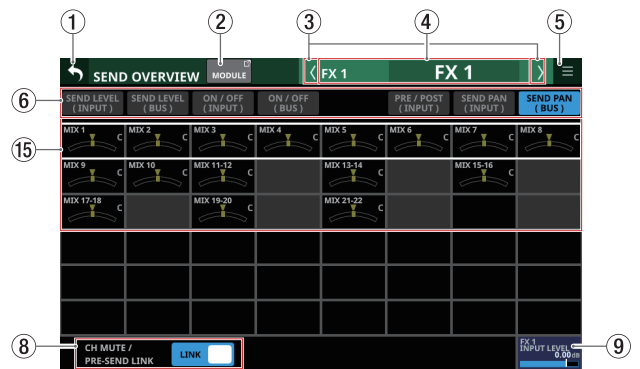 ① ② ③ ④ ⑤
SEND OVERVIEW MODULE FX 1 FX 1
⑥
SEND LEVEL (INPUT)
SEND LEVEL (BUS)
ON / OFF (INPUT)
ON / OFF (BUS)
PRE / POST (INPUT)
SEND PAN (INPUT)
SEND PAN (BUS)
⑮
MIX 1 C MIX 2 C MIX 3 C MIX 4 C MIX 5 C MIX 6 C MIX 7 C MIX 8 C
MIX 9 C MIX 10 C MIX 11-12 C MIX 13-14 C MIX 15-16 C
MIX 17-18 C MIX 19-20 C MIX 21-22 C
⑧
CH MUTE /
PRE-SEND LINK
LINK
FX 1
INPUT LEVEL
0.00dB
⑨